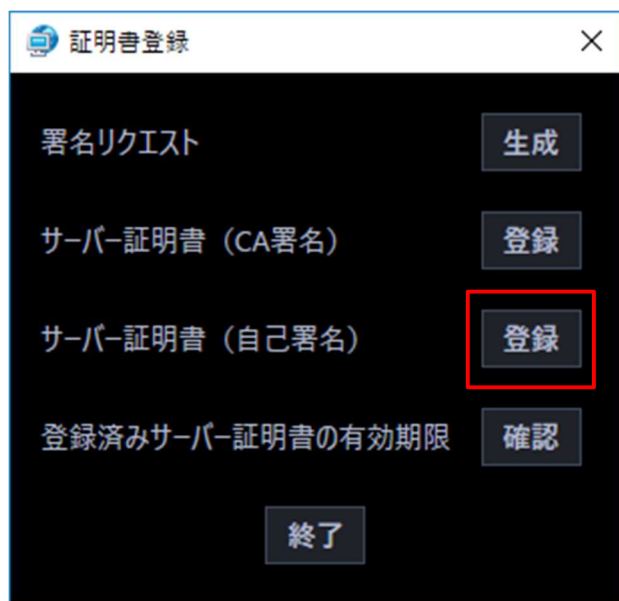 証明書登録
署名リクエスト 生成
サーバー証明書（CA署名） 登録
サーバー証明書（自己署名） 登録
登録済みサーバー証明書の有効期限 確認
終了